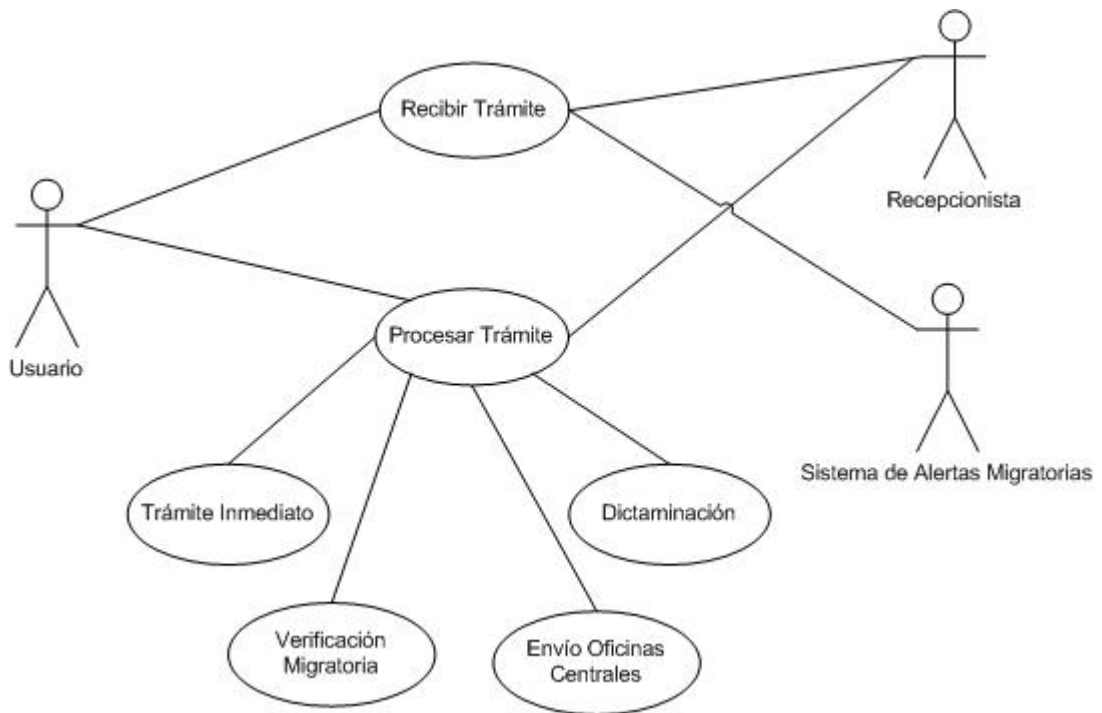 Recibir Trámite
Recepcionista
Procesar Trámite
Usuario
Sistema de Alertas Migratorias
Trámite Inmediato
Dictaminación
Verificación
Migratoria
Envío Oficinas
Centrales